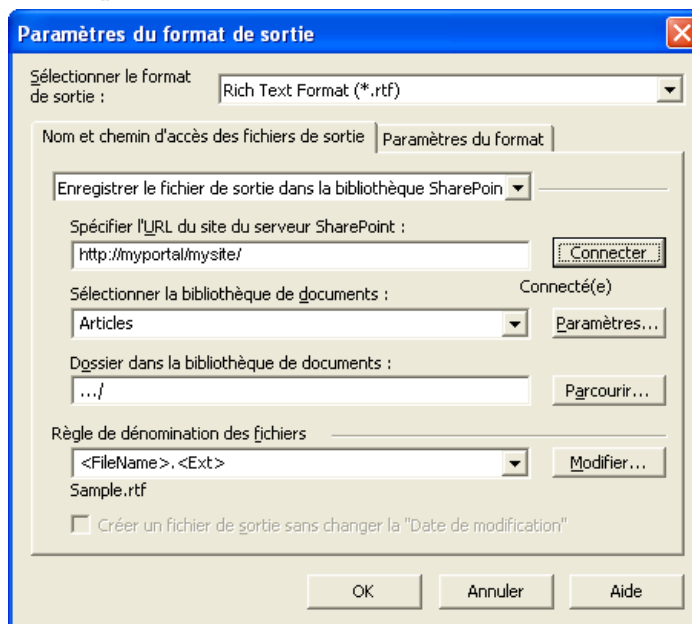 Paramètres du format de sortie
Sélectionner le format
de sortie :
Rich Text Format (*.rtf)
Nom et chemin d'accès des fichiers de sortie
Paramètres du format
Enregistrer le fichier de sortie dans la bibliothèque SharePoin
Spécifier l'URL du site du serveur SharePoint :
http://myportal/mysite/
Connecter
Connecté(e)
Sélectionner la bibliothèque de documents :
Articles
Paramètres...
Dossier dans la bibliothèque de documents :
.../
Parcourir...
Règle de dénomination des fichiers
<FileName>.<Ext>
Modifier...
Sample.rtf
Créer un fichier de sortie sans changer la "Date de modification"
OK
Annuler
Aide